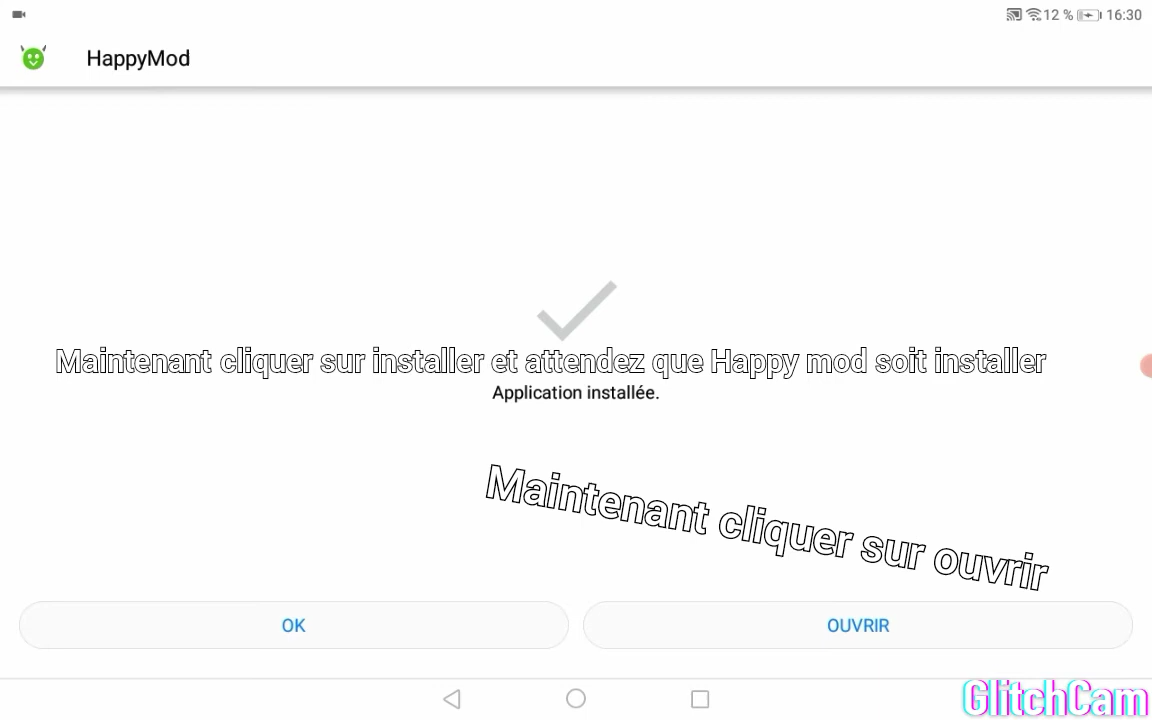 12 % 16:30
HappyMod
Maintenant cliquer sur installer et attendez que Happy mod soit installer
Application installée.
Maintenant cliquer sur ouvrir
OK OUVRIR
GlitchCam